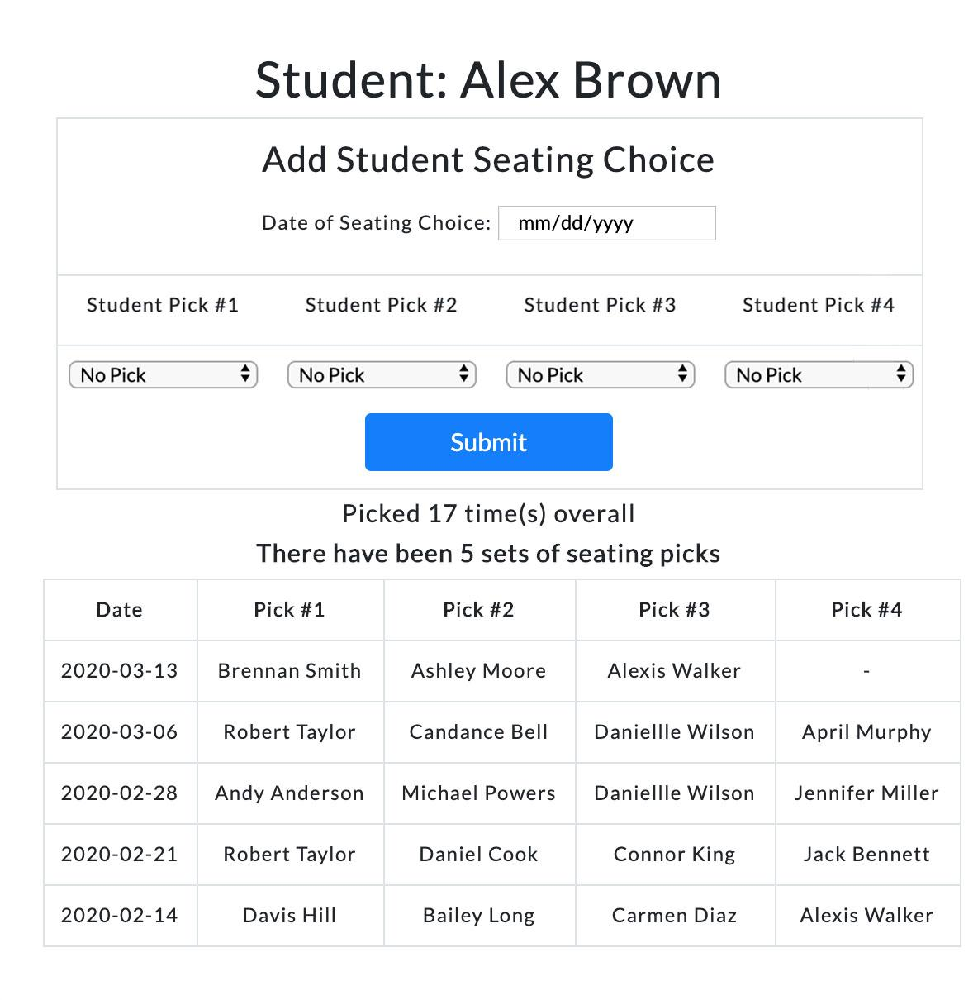 Student: Alex Brown
Add Student Seating Choice
Date of Seating Choice: mm/dd/yyyy
Student Pick #1 Student Pick #2 Student Pick #3 Student Pick #4
No Pick No Pick No Pick No Pick
Submit
Picked 17 time(s) overall
There have been 5 sets of seating picks
Date Pick #1 Pick #2 Pick #3 Pick #4
2020-03-13 Brennan Smith Ashley Moore Alexis Walker -
2020-03-06 Robert Taylor Candance Bell Daniellle Wilson April Murphy
2020-02-28 Andy Anderson Michael Powers Daniellle Wilson Jennifer Miller
2020-02-21 Robert Taylor Daniel Cook Connor King Jack Bennett
2020-02-14 Davis Hill Bailey Long Carmen Diaz Alexis Walker